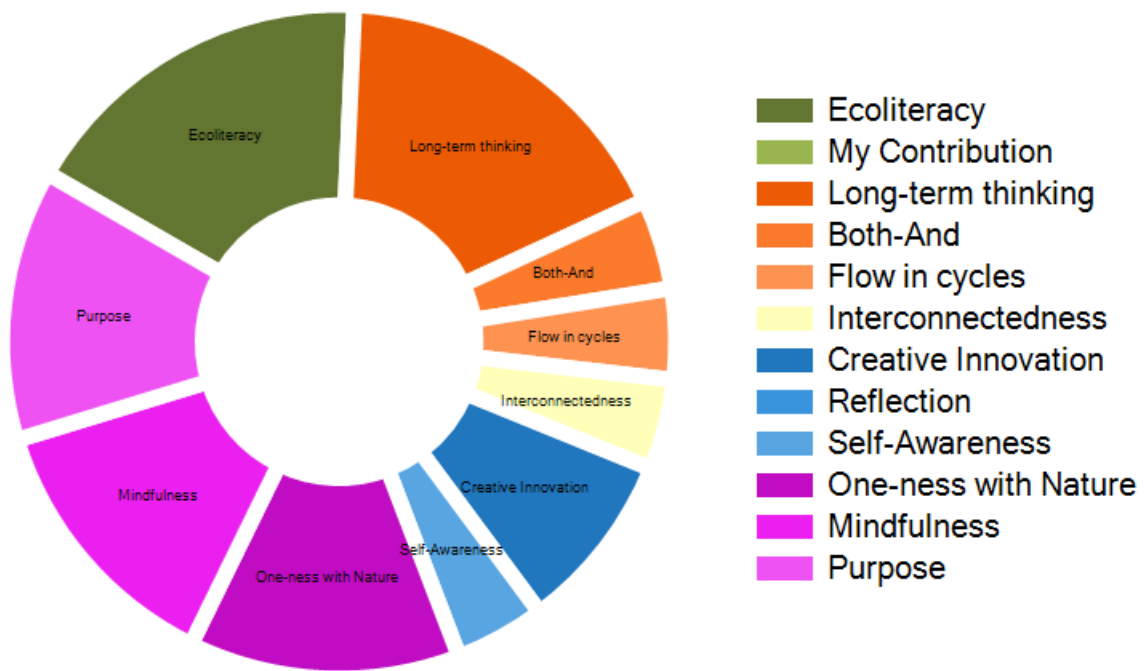 Ecoliteracy
Long-term thinking
Both-And
Flow in cycles
Interconnectedness
Creative Innovation
Self-Awareness
One-ness with Nature
Mindfulness
Purpose
Ecoliteracy
My Contribution
Long-term thinking
Both-And
Flow in cycles
Interconnectedness
Creative Innovation
Reflection
Self-Awareness
One-ness with Nature
Mindfulness
Purpose